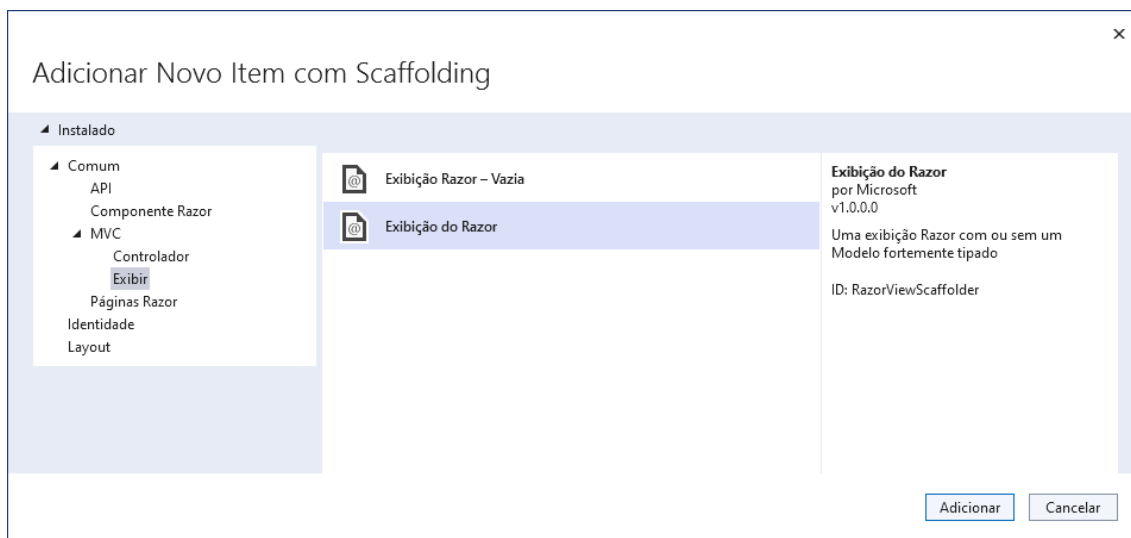 Adicionar Novo Item com Scaffolding
Instalado
Comum
API
Componente Razor
MVC
Controlador
Exibir
Páginas Razor
Identidade
Layout
Exibição Razor – Vazia
Exibição do Razor
Exibição do Razor
por Microsoft
v1.0.0.0
Uma exibição Razor com ou sem um
Modelo fortemente tipado
ID: RazorViewScaffolder
Adicionar
Cancelar